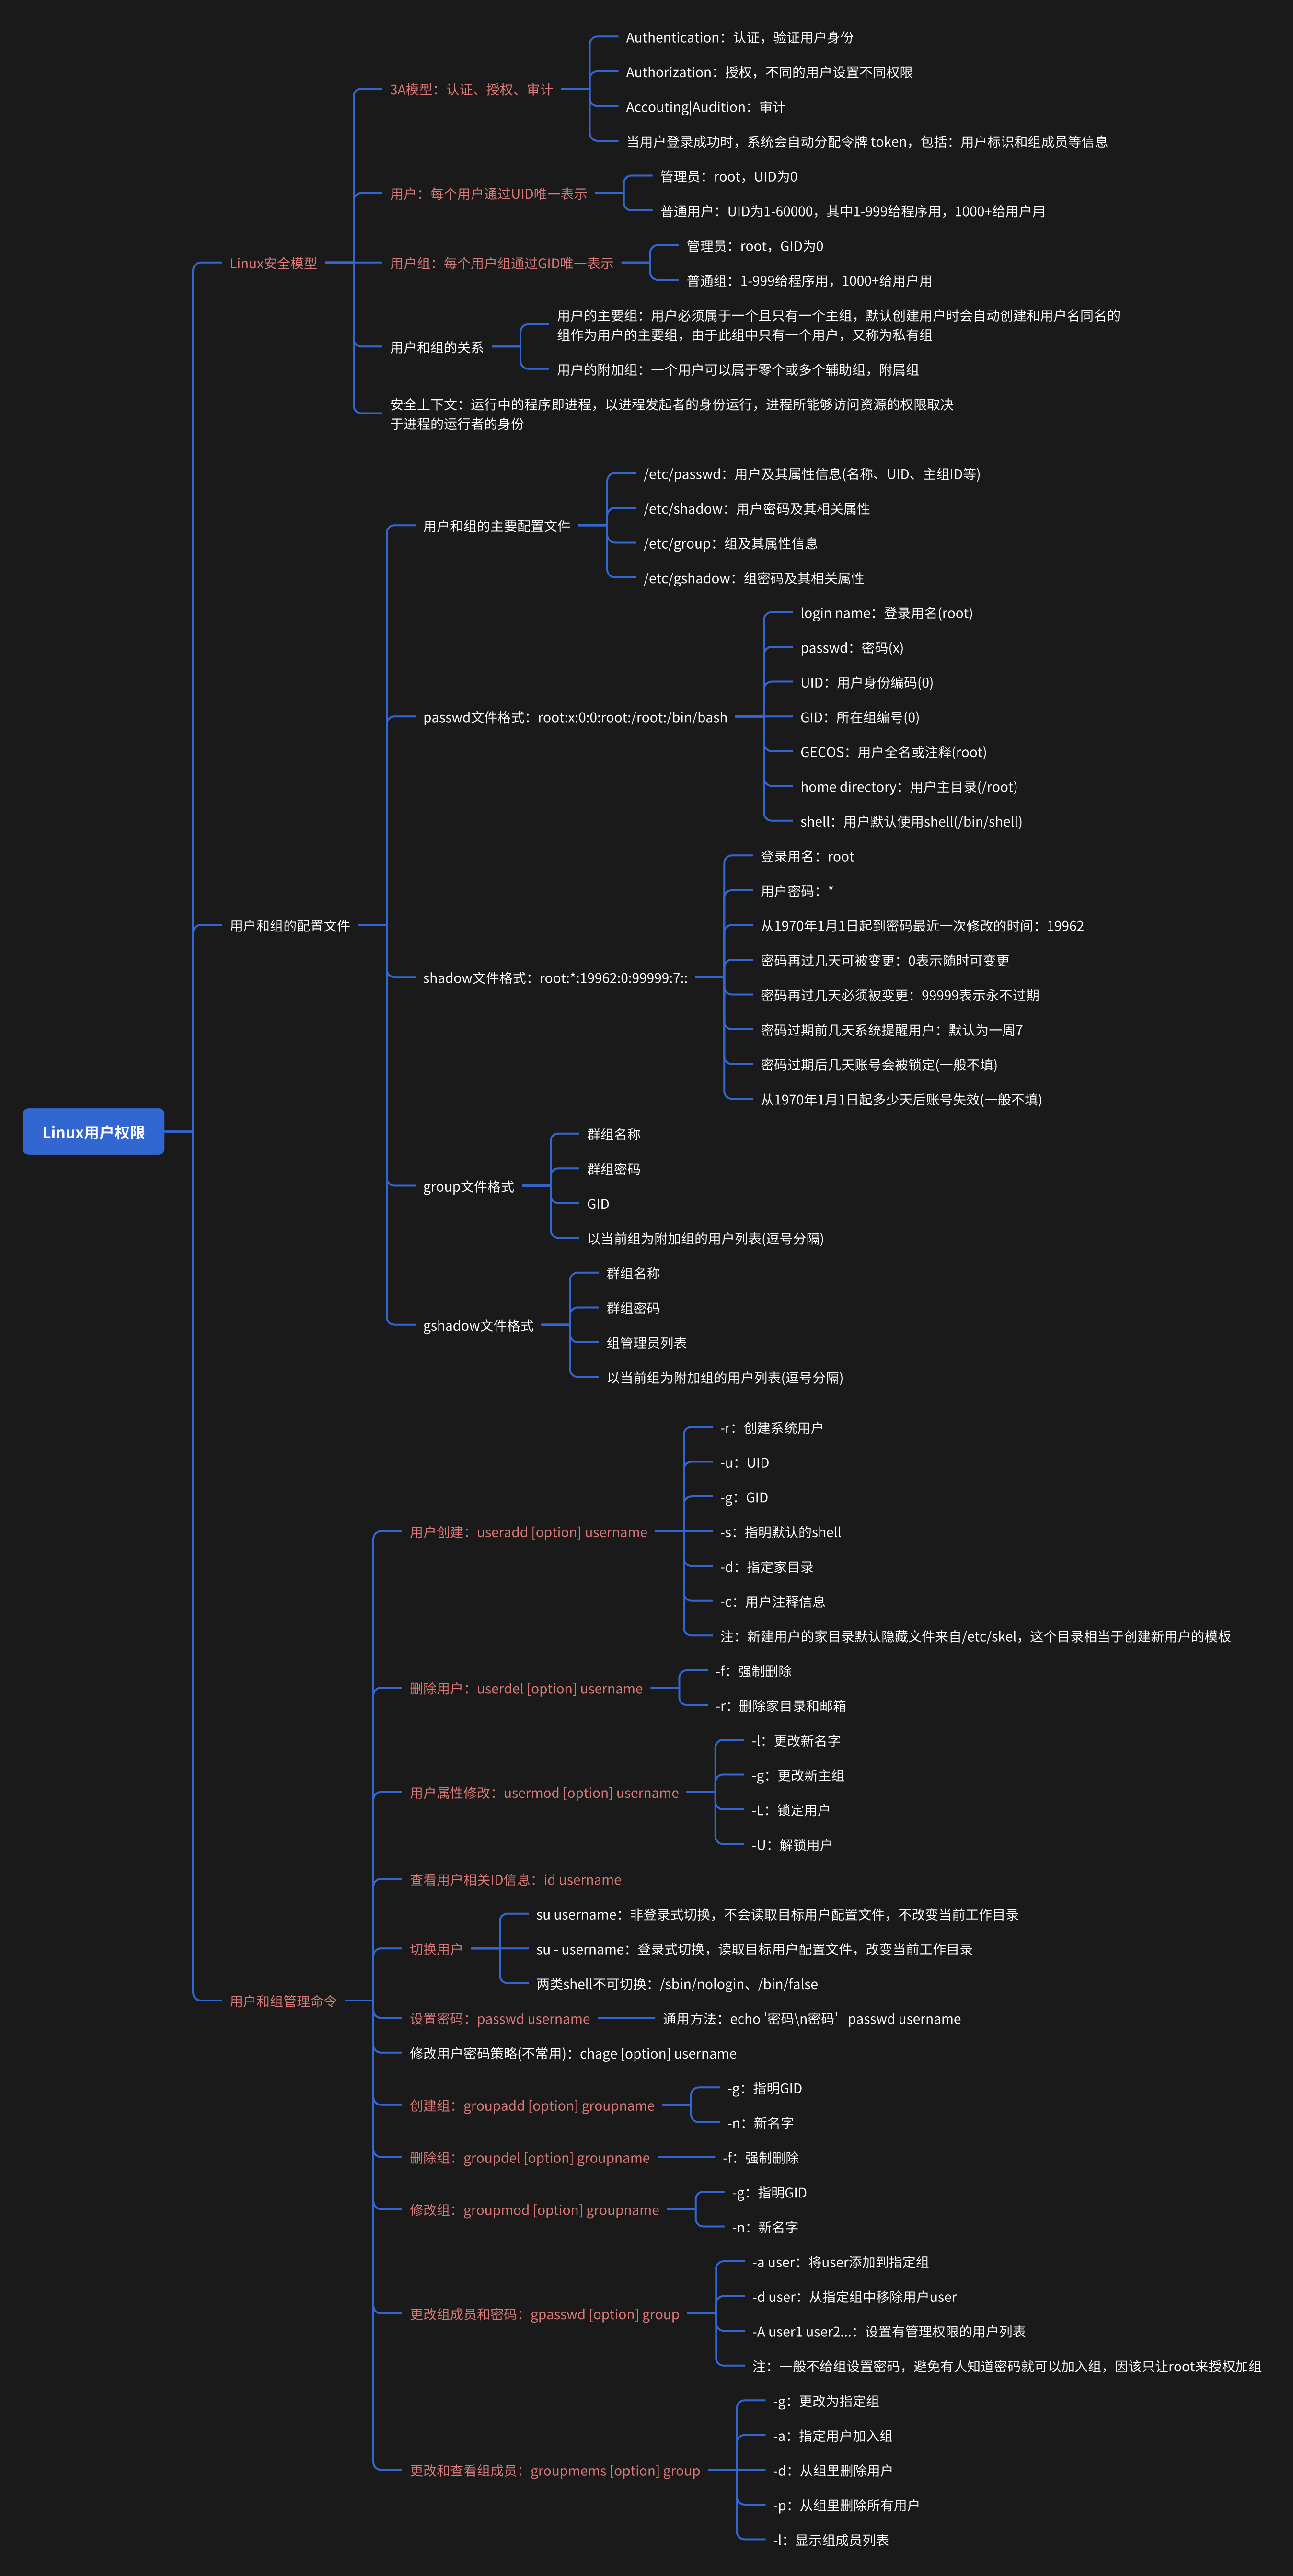 Linux用户权限
Linux安全模型
3A模型：认证、授权、审计
Authentication：认证，验证用户身份
Authorization：授权，不同的用户设置不同权限
Accouting|Audition：审计
当用户登录成功时，系统会自动分配令牌 token，包括：用户标识和组成员等信息
用户：每个用户通过UID唯一表示
管理员：root，UID为0
普通用户：UID为1-60000，其中1-999给程序用，1000+给用户用
用户组：每个用户组通过GID唯一表示
管理员：root，GID为0
普通组：1-999给程序用，1000+给用户用
用户和组的关系
用户的主要组：用户必须属于一个且只有一个主组，默认创建用户时会自动创建和用户名同名的
组作为用户的主要组，由于此组中只有一个用户，又称为私有组
用户的附加组：一个用户可以属于零个或多个辅助组，附属组
安全上下文：运行中的程序即进程，以进程发起者的身份运行，进程所能够访问资源的权限取决
于进程的运行者的身份
用户和组的配置文件
用户和组的主要配置文件
/etc/passwd：用户及其属性信息(名称、UID、主组ID等)
/etc/shadow：用户密码及其相关属性
/etc/group：组及其属性信息
/etc/gshadow：组密码及其相关属性
passwd文件格式：root:x:0:0:root:/root:/bin/bash
login name：登录用名(root)
passwd：密码(x)
UID：用户身份编码(0)
GID：所在组编号(0)
GECOS：用户全名或注释(root)
home directory：用户主目录(/root)
shell：用户默认使用shell(/bin/shell)
shadow文件格式：root:*:19962:0:99999:7::
登录用名：root
用户密码：*
从1970年1月1日起到密码最近一次修改的时间：19962
密码再过几天可被变更：0表示随时可变更
密码再过几天必须被变更：99999表示永不过期
密码过期前几天系统提醒用户：默认为一周7
密码过期后几天账号会被锁定(一般不填)
从1970年1月1日起多少天后账号失效(一般不填)
group文件格式
群组名称
群组密码
GID
以当前组为附加组的用户列表(逗号分隔)
gshadow文件格式
群组名称
群组密码
组管理员列表
以当前组为附加组的用户列表(逗号分隔)
用户和组管理命令
用户创建：useradd [option] username
-r：创建系统用户
-u：UID
-g：GID
-s：指明默认的shell
-d：指定家目录
-c：用户注释信息
注：新建用户的家目录默认隐藏文件来自/etc/skel，这个目录相当于创建新用户的模板
删除用户：userdel [option] username
-f：强制删除
-r：删除家目录和邮箱
用户属性修改：usermod [option] username
-l：更改新名字
-g：更改新主组
-L：锁定用户
-U：解锁用户
查看用户相关ID信息：id username
切换用户
su username：非登录式切换，不会读取目标用户配置文件，不改变当前工作目录
su - username：登录式切换，读取目标用户配置文件，改变当前工作目录
两类shell不可切换：/sbin/nologin、/bin/false
设置密码：passwd username
通用方法：echo '密码\n密码' | passwd username
修改用户密码策略(不常用)：chage [option] username
创建组：groupadd [option] groupname
-g：指明GID
-n：新名字
删除组：groupdel [option] groupname
-f：强制删除
修改组：groupmod [option] groupname
-g：指明GID
-n：新名字
更改组成员和密码：gpasswd [option] group
-a user：将user添加到指定组
-d user：从指定组中移除用户user
-A user1 user2...：设置有管理权限的用户列表
注：一般不给组设置密码，避免有人知道密码就可以加入组，因该只让root来授权加组
更改和查看组成员：groupmems [option] group
-g：更改为指定组
-a：指定用户加入组
-d：从组里删除用户
-p：从组里删除所有用户
-l：显示组成员列表